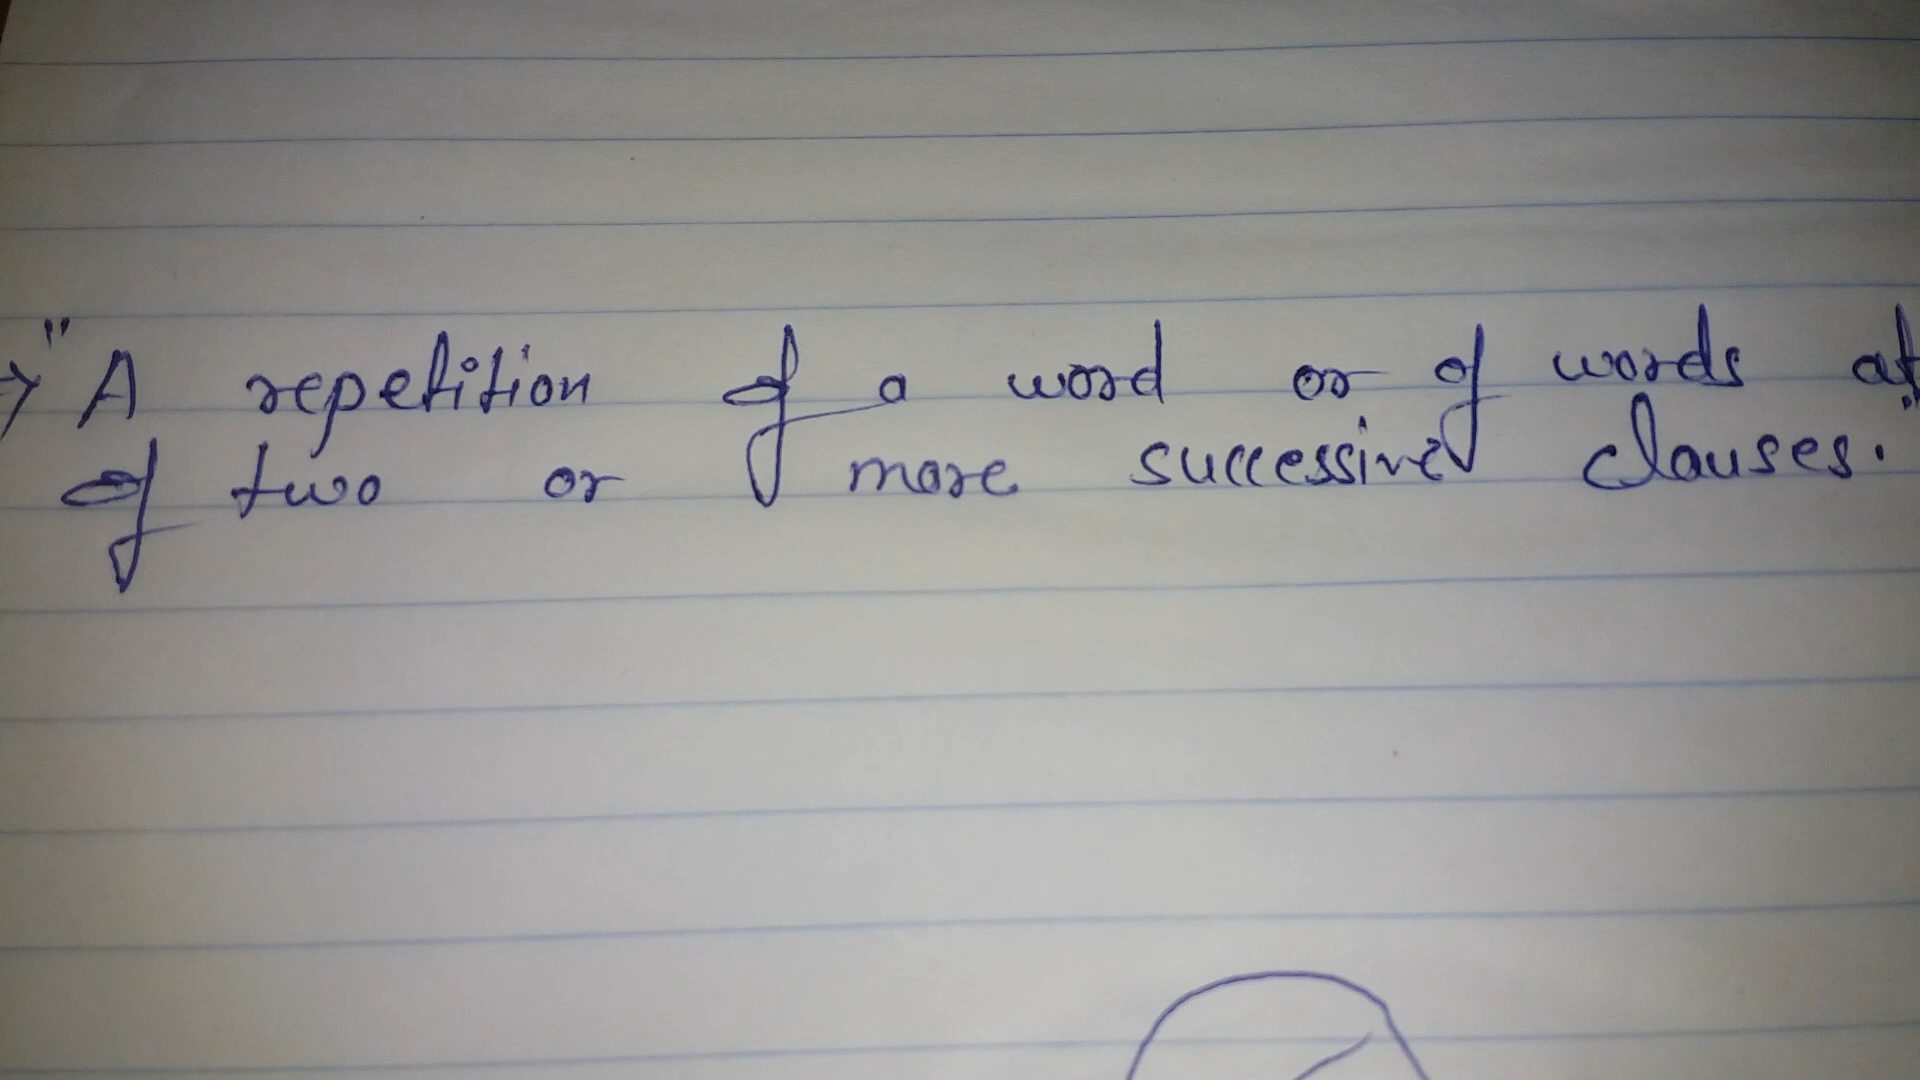 → "A repetition of a word or of words at
of two or more successive clauses."